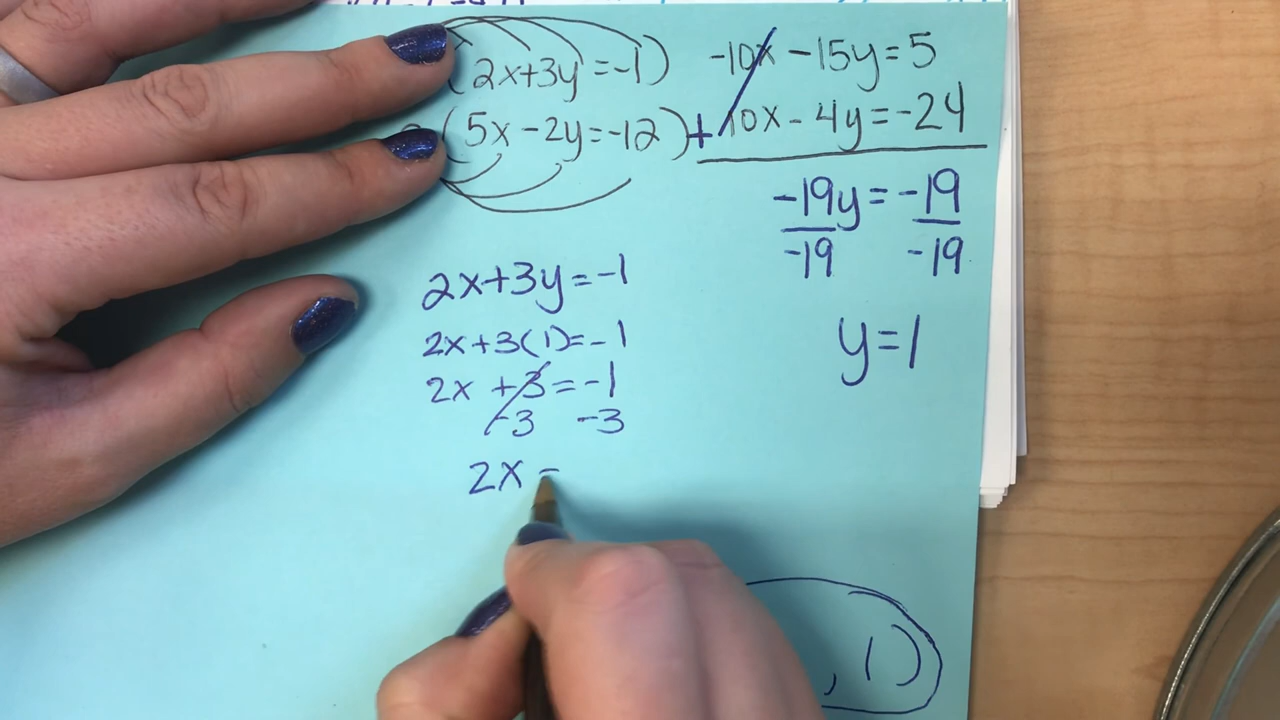 (2x+3y=-1)
(5x-2y=-12)
-10x-15y=5
+10x-4y=-24
-19y=-19
-19 -19
y=1
2x+3y=-1
2x+3(1)=-1
2x+3=-1
-3 -3
2x=
,1)